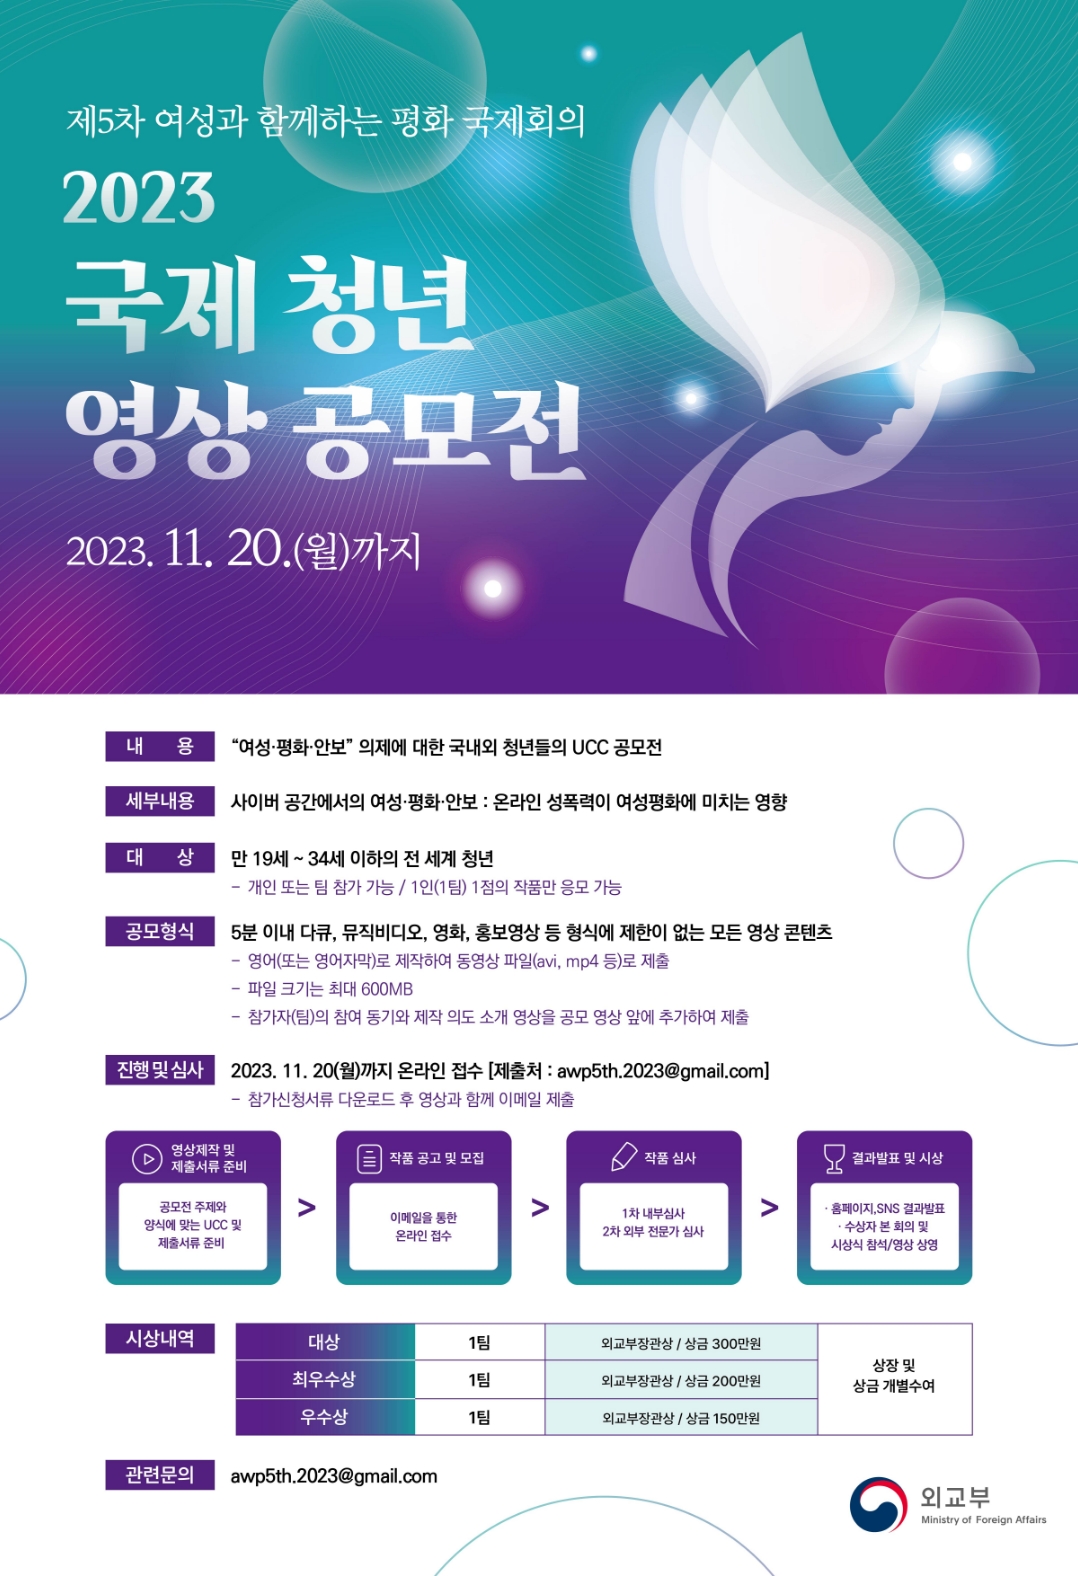 제5차 여성과 함께하는 평화 국제회의
2023
국제 청년
영상 공모전
2023. 11. 20.(월)까지
내 용
“여성·평화·안보” 의제에 대한 국내외 청년들의 UCC 공모전
세부내용
사이버 공간에서의 여성·평화·안보 : 온라인 성폭력이 여성평화에 미치는 영향
대 상
만 19세 ~ 34세 이하의 전 세계 청년
- 개인 또는 팀 참가 가능 / 1인(1팀) 1점의 작품만 응모 가능
공모형식
5분 이내 다큐, 뮤직비디오, 영화, 홍보영상 등 형식에 제한이 없는 모든 영상 콘텐츠
- 영어(또는 영어자막)로 제작하여 동영상 파일(avi, mp4 등)로 제출
- 파일 크기는 최대 600MB
- 참가자(팀)의 참여 동기와 제작 의도 소개 영상을 공모 영상 앞에 추가하여 제출
진행 및 심사
2023. 11. 20(월)까지 온라인 접수 [제출처 : awp5th.2023@gmail.com]
- 참가신청서류 다운로드 후 영상과 함께 이메일 제출
영상제작 및
제출서류 준비
공모전 주제와
양식에 맞는 UCC 및
제출서류 준비
>
작품 공고 및 모집
이메일을 통한
온라인 접수
>
작품 심사
1차 내부심사
2차 외부 전문가 심사
>
결과발표 및 시상
· 홈페이지,SNS 결과발표
· 수상자 본 회의 및
시상식 참석/영상 상영
시상내역
대상 1팀 외교부장관상 / 상금 300만원
최우수상 1팀 외교부장관상 / 상금 200만원
우수상 1팀 외교부장관상 / 상금 150만원
상장 및
상금 개별수여
관련문의
awp5th.2023@gmail.com
외교부
Ministry of Foreign Affairs